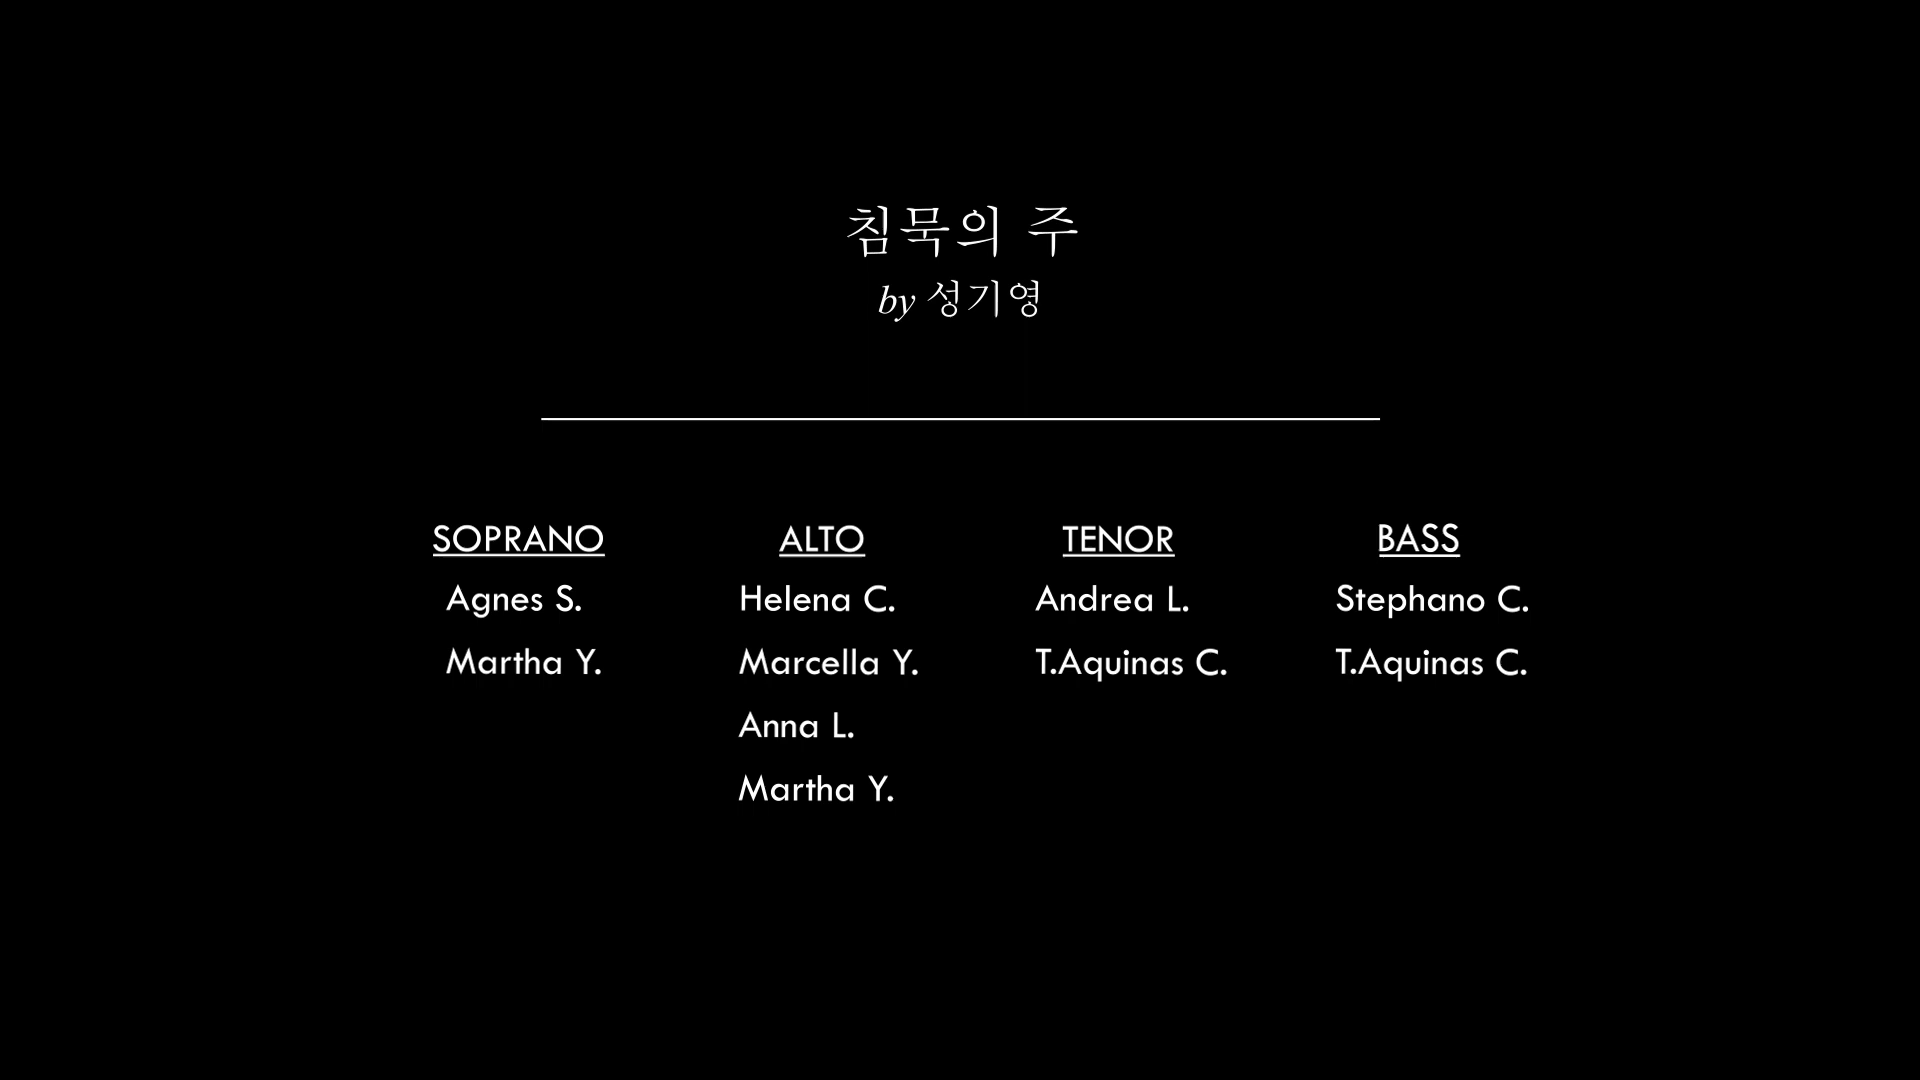 침묵의 주
by 성기영
SOPRANO ALTO TENOR BASS
Agnes S. Helena C. Andrea L. Stephano C.
Martha Y. Marcella Y. T.Aquinas C. T.Aquinas C.
Anna L.
Martha Y.